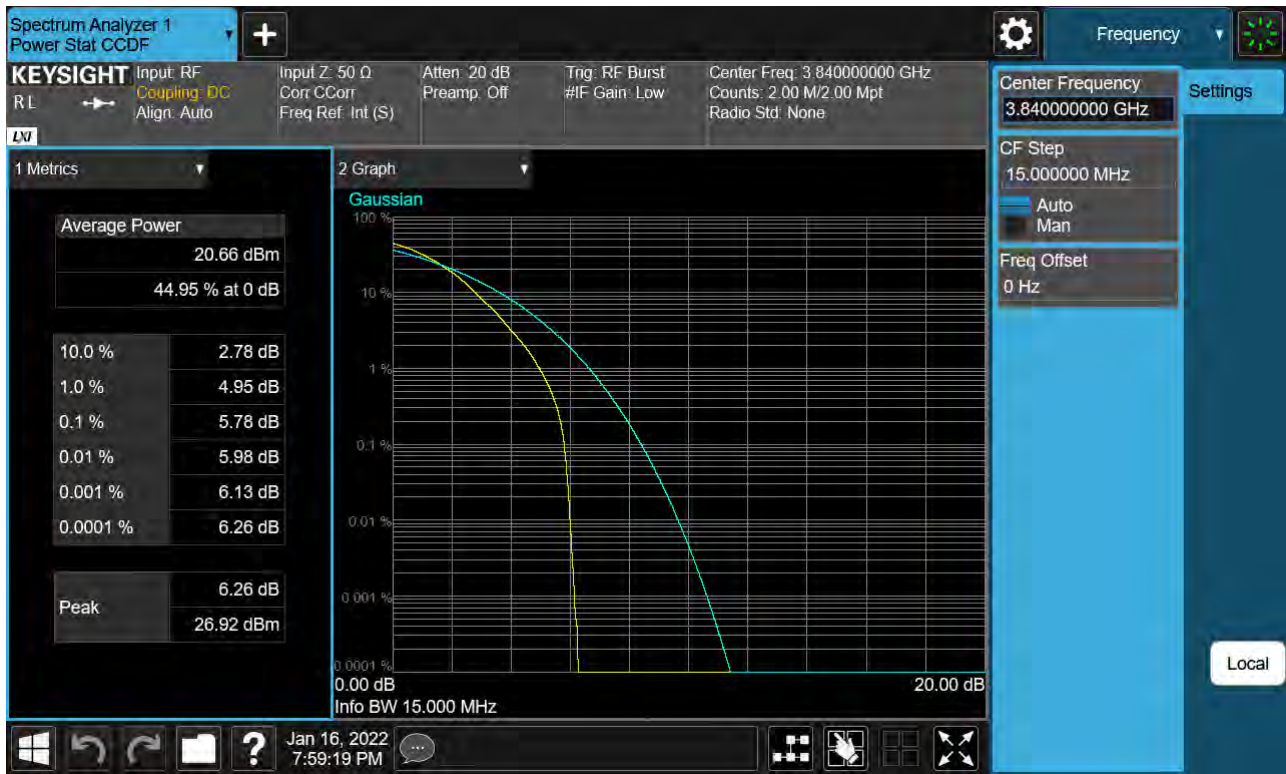 Spectrum Analyzer 1
Power Stat CCDF
+
Frequency
KEYSIGHT
RL
LXI
Input: RF
Coupling: DC
Align: Auto
Input Z: 50 Ω
Corr CCorr
Freq Ref: Int (S)
Atten: 20 dB
Preamp: Off
Trig: RF Burst
#IF Gain: Low
Center Freq: 3.840000000 GHz
Counts: 2.00 M/2.00 Mpt
Radio Std: None
Center Frequency
3.840000000 GHz
Settings
CF Step
15.000000 MHz
Auto
Man
Freq Offset
0 Hz
1 Metrics
Average Power
20.66 dBm
44.95 % at 0 dB
10.0 % 2.78 dB
1.0 % 4.95 dB
0.1 % 5.78 dB
0.01 % 5.98 dB
0.001 % 6.13 dB
0.0001 % 6.26 dB
Peak
6.26 dB
26.92 dBm
2 Graph
Gaussian
100 %
10 %
1 %
0.1 %
0.01 %
0.001 %
0.0001 %
0.00 dB 20.00 dB
Info BW 15.000 MHz
Local
?
Jan 16, 2022
7:59:19 PM